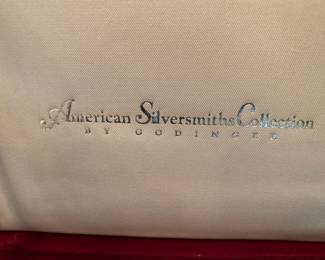 American Silversmiths Collection
BY GODINGER